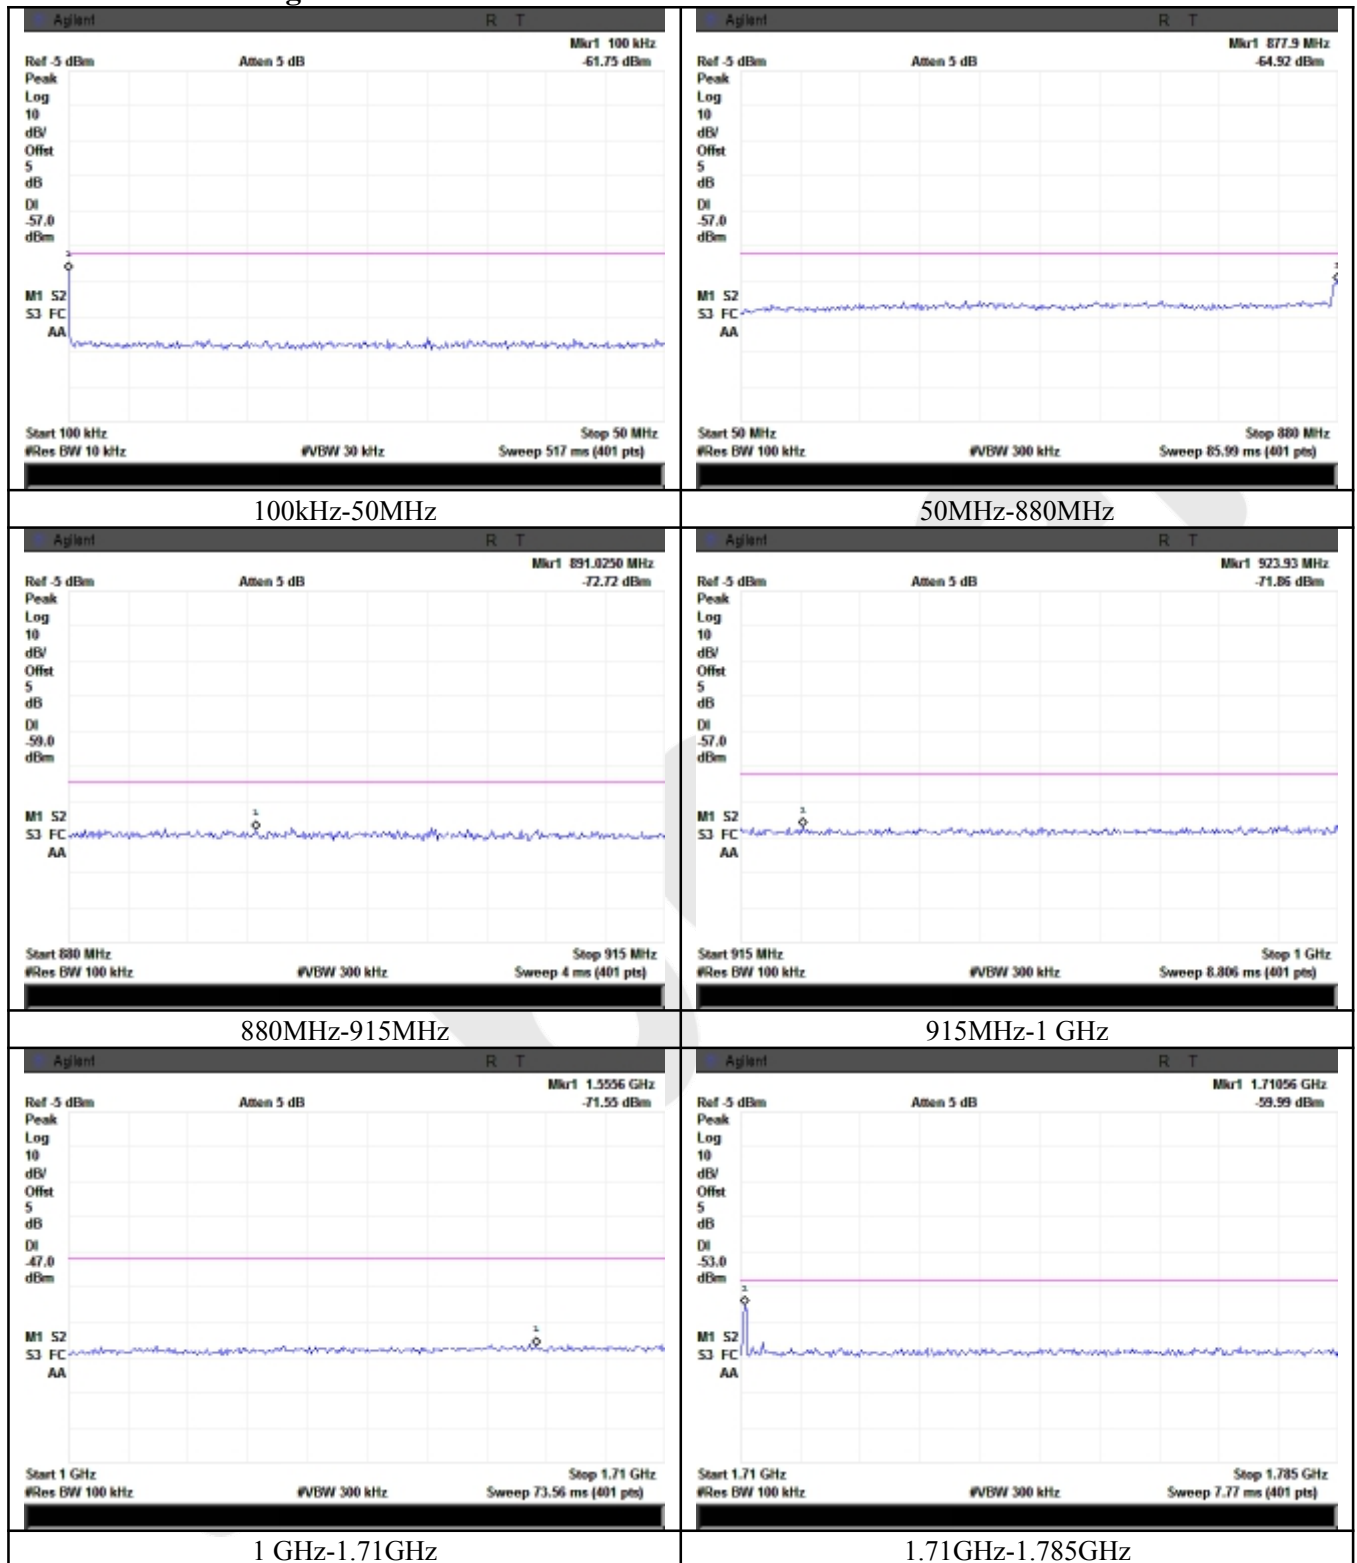 Agilent R T
Mkr1 100 kHz
Ref -5 dBm Atten 5 dB -61.75 dBm
Peak
Log
10
dB/
Offst
5
dB
DI
-57.0
dBm
1
M1 S2
S3 FC
AA
Start 100 kHz Stop 50 MHz
#Res BW 10 kHz #VBW 30 kHz Sweep 517 ms (401 pts)
100kHz-50MHz
Agilent R T
Mkr1 877.9 MHz
Ref -5 dBm Atten 5 dB -64.92 dBm
Peak
Log
10
dB/
Offst
5
dB
DI
-57.0
dBm
1
M1 S2
S3 FC
AA
Start 50 MHz Stop 880 MHz
#Res BW 100 kHz #VBW 300 kHz Sweep 85.99 ms (401 pts)
50MHz-880MHz
Agilent R T
Mkr1 891.0250 MHz
Ref -5 dBm Atten 5 dB -72.72 dBm
Peak
Log
10
dB/
Offst
5
dB
DI
-59.0
dBm
1
M1 S2
S3 FC
AA
Start 880 MHz Stop 915 MHz
#Res BW 100 kHz #VBW 300 kHz Sweep 4 ms (401 pts)
880MHz-915MHz
Agilent R T
Mkr1 923.93 MHz
Ref -5 dBm Atten 5 dB -71.86 dBm
Peak
Log
10
dB/
Offst
5
dB
DI
-57.0
dBm
1
M1 S2
S3 FC
AA
Start 915 MHz Stop 1 GHz
#Res BW 100 kHz #VBW 300 kHz Sweep 8.806 ms (401 pts)
915MHz-1 GHz
Agilent R T
Mkr1 1.5556 GHz
Ref -5 dBm Atten 5 dB -71.55 dBm
Peak
Log
10
dB/
Offst
5
dB
DI
-47.0
dBm
1
M1 S2
S3 FC
AA
Start 1 GHz Stop 1.71 GHz
#Res BW 100 kHz #VBW 300 kHz Sweep 73.56 ms (401 pts)
1 GHz-1.71GHz
Agilent R T
Mkr1 1.71056 GHz
Ref -5 dBm Atten 5 dB -59.99 dBm
Peak
Log
10
dB/
Offst
5
dB
DI
-53.0
dBm
1
M1 S2
S3 FC
AA
Start 1.71 GHz Stop 1.785 GHz
#Res BW 100 kHz #VBW 300 kHz Sweep 7.77 ms (401 pts)
1.71GHz-1.785GHz